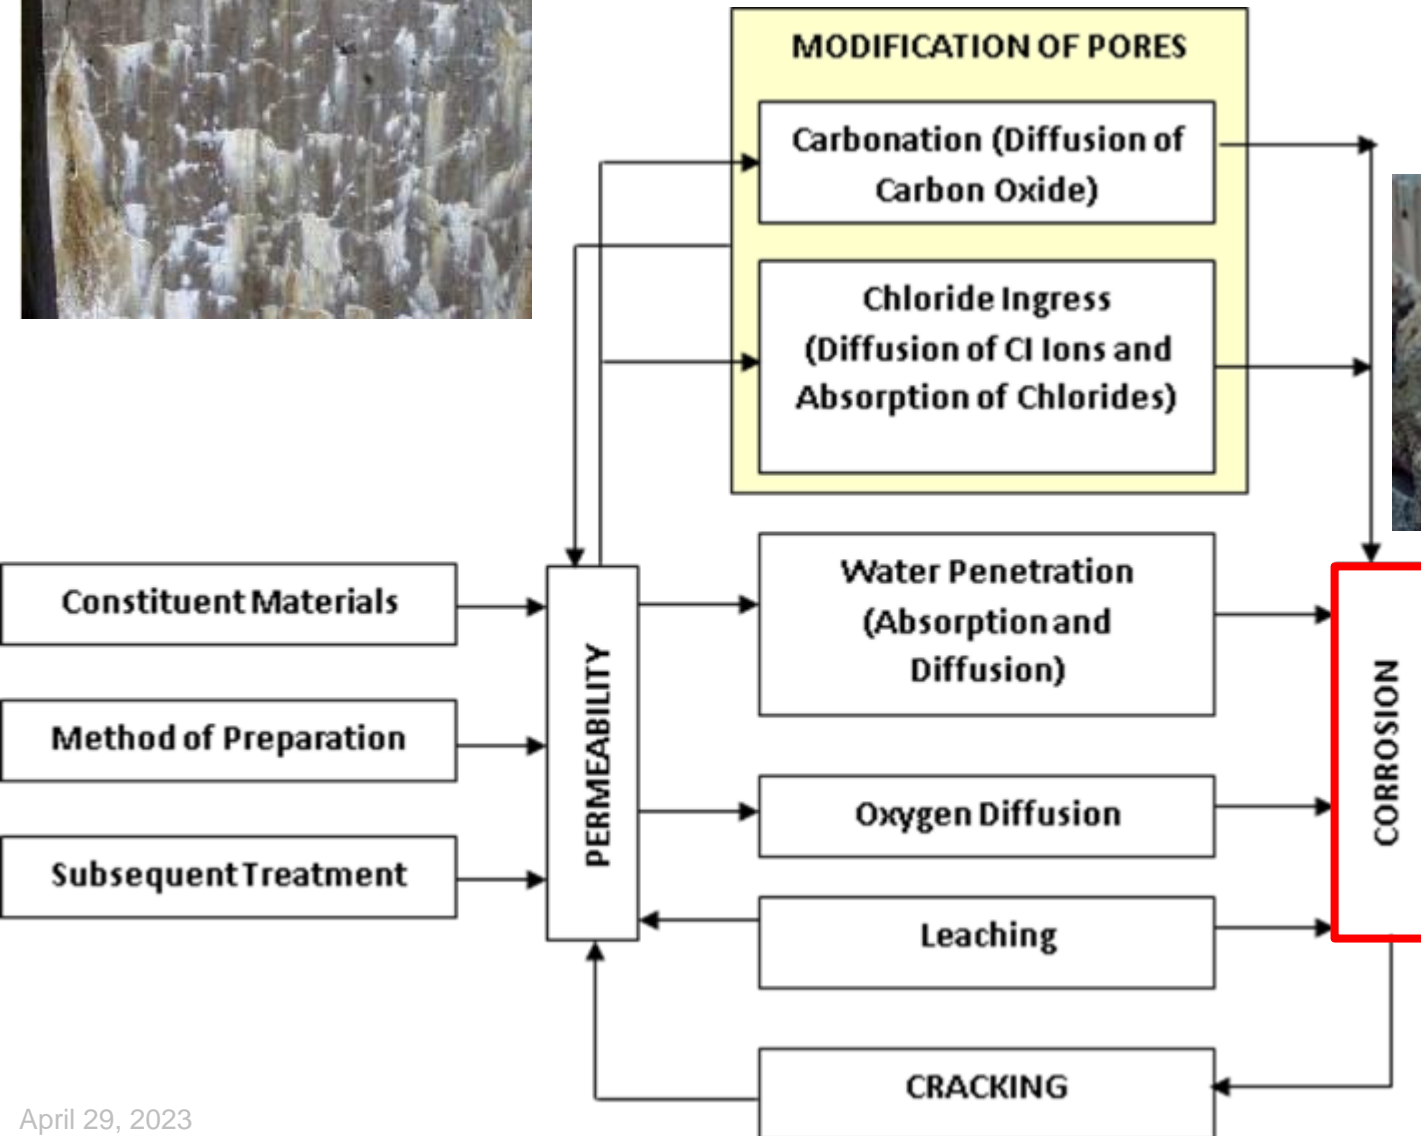 MODIFICATION OF PORES
Carbonation (Diffusion of
Carbon Oxide)
Chloride Ingress
(Diffusion of Cl Ions and
Absorption of Chlorides)
Constituent Materials
Method of Preparation
Subsequent Treatment
PERMEABILITY
Water Penetration
(Absorption and
Diffusion)
Oxygen Diffusion
Leaching
CRACKING
CORROSION
April 29, 2023